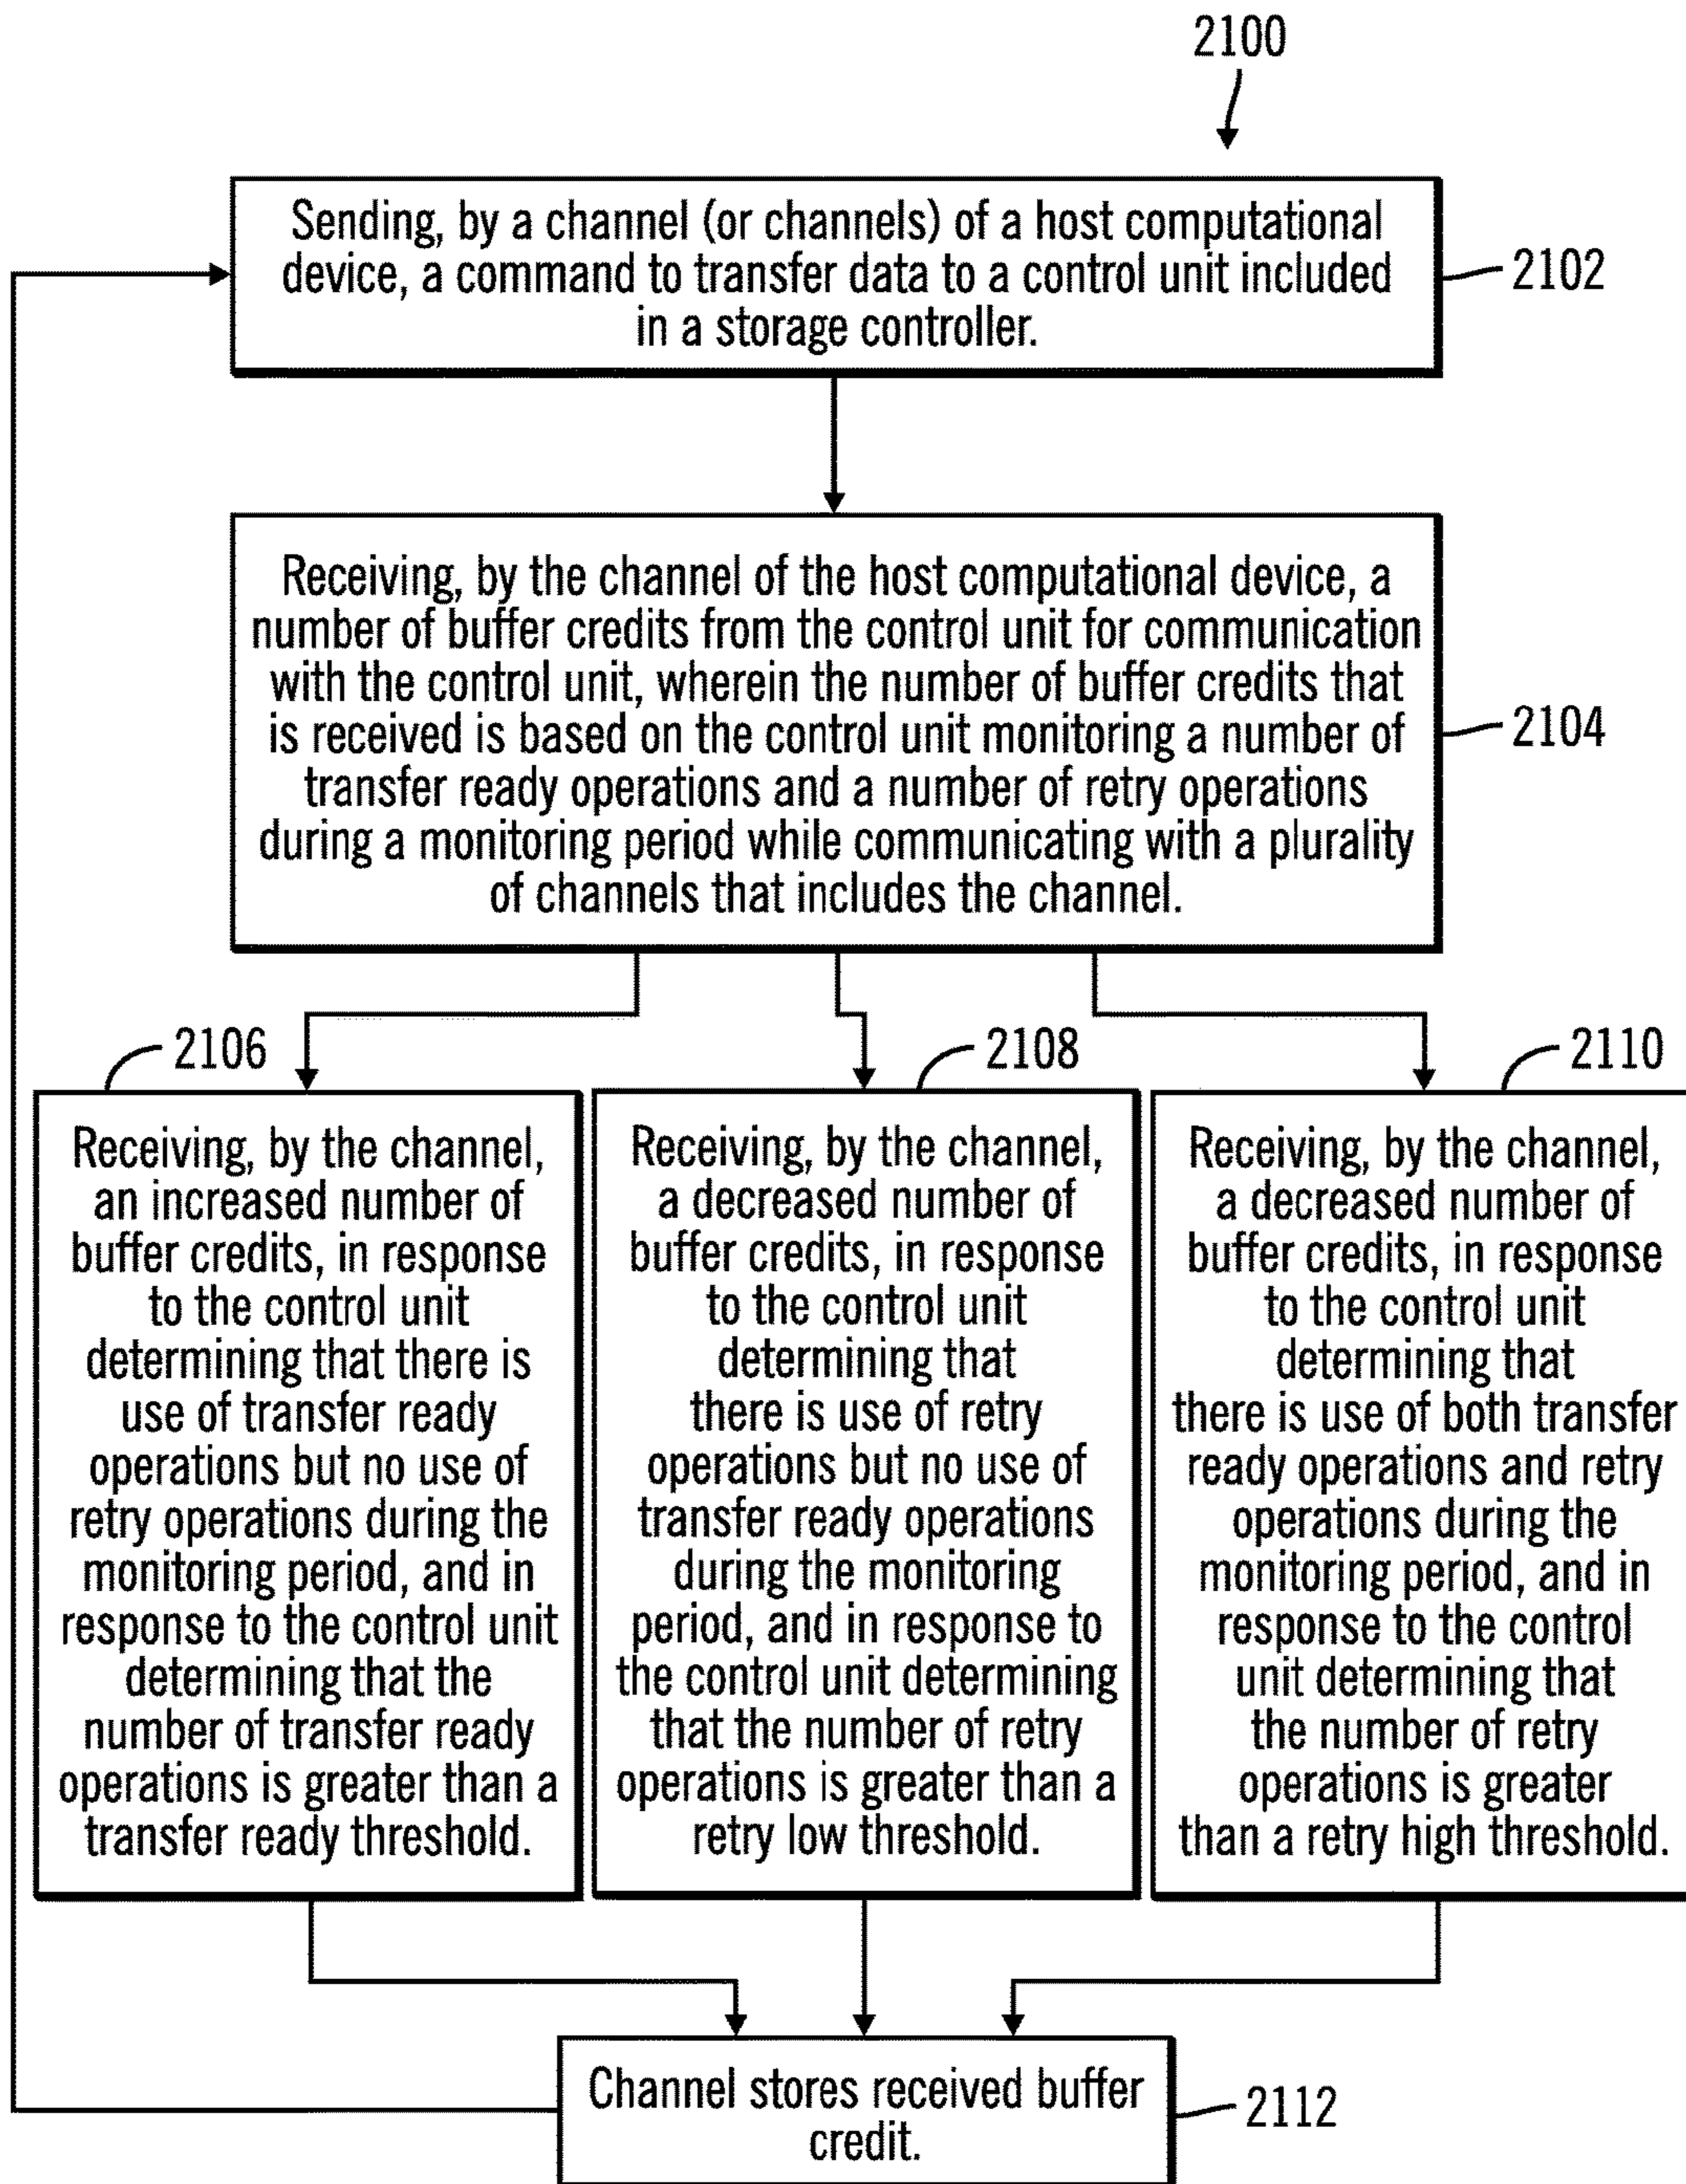 2100
Sending, by a channel (or channels) of a host computational
device, a command to transfer data to a control unit included
in a storage controller.
2102
Receiving, by the channel of the host computational device, a
number of buffer credits from the control unit for communication
with the control unit, wherein the number of buffer credits that
is received is based on the control unit monitoring a number of
transfer ready operations and a number of retry operations
during a monitoring period while communicating with a plurality
of channels that includes the channel.
2104
2106
Receiving, by the channel,
an increased number of
buffer credits, in response
to the control unit
determining that there is
use of transfer ready
operations but no use of
retry operations during the
monitoring period, and in
response to the control unit
determining that the
number of transfer ready
operations is greater than a
transfer ready threshold.
2108
Receiving, by the channel,
a decreased number of
buffer credits, in response
to the control unit
determining that
there is use of retry
operations but no use of
transfer ready operations
during the monitoring
period, and in response to
the control unit determining
that the number of retry
operations is greater than a
retry low threshold.
2110
Receiving, by the channel,
a decreased number of
buffer credits, in response
to the control unit
determining that
there is use of both transfer
ready operations and retry
operations during the
monitoring period, and in
response to the control
unit determining that
the number of retry
operations is greater
than a retry high threshold.
Channel stores received buffer
credit.
2112